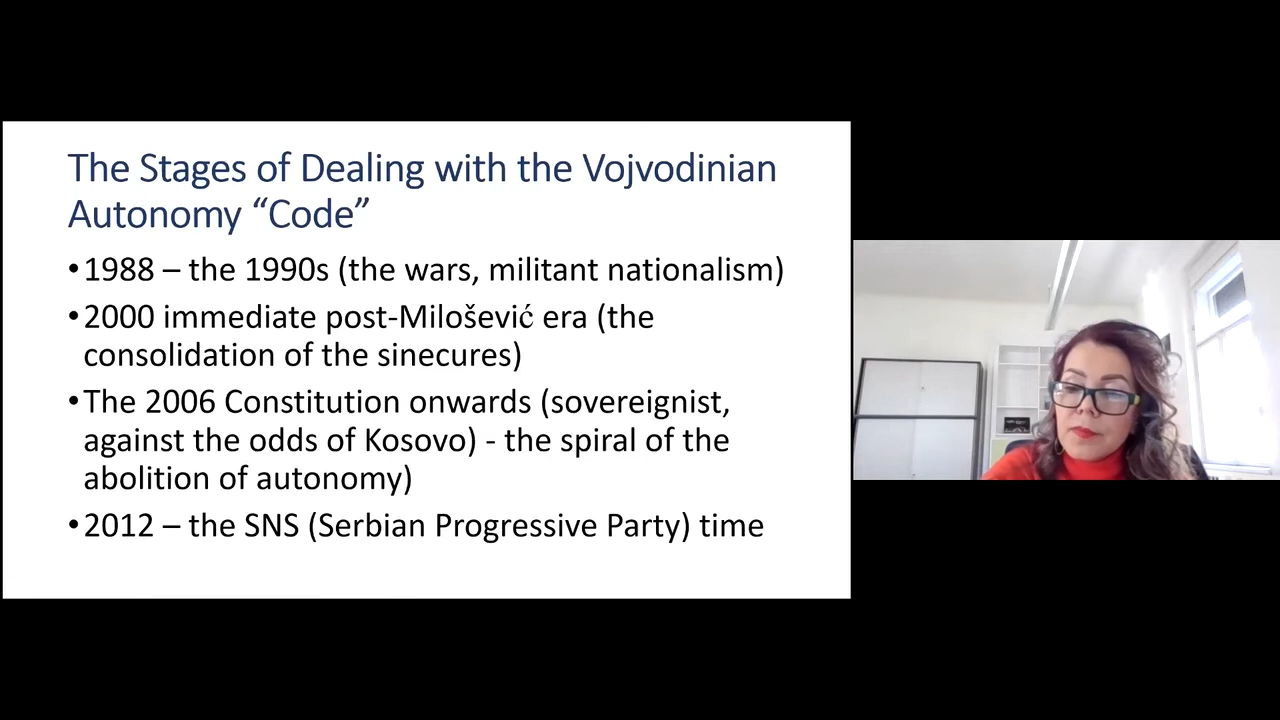 The Stages of Dealing with the Vojvodinian
Autonomy “Code”
•1988 – the 1990s (the wars, militant nationalism)
•2000 immediate post-Milošević era (the
consolidation of the sinecures)
•The 2006 Constitution onwards (sovereignist,
against the odds of Kosovo) - the spiral of the
abolition of autonomy)
•2012 – the SNS (Serbian Progressive Party) time